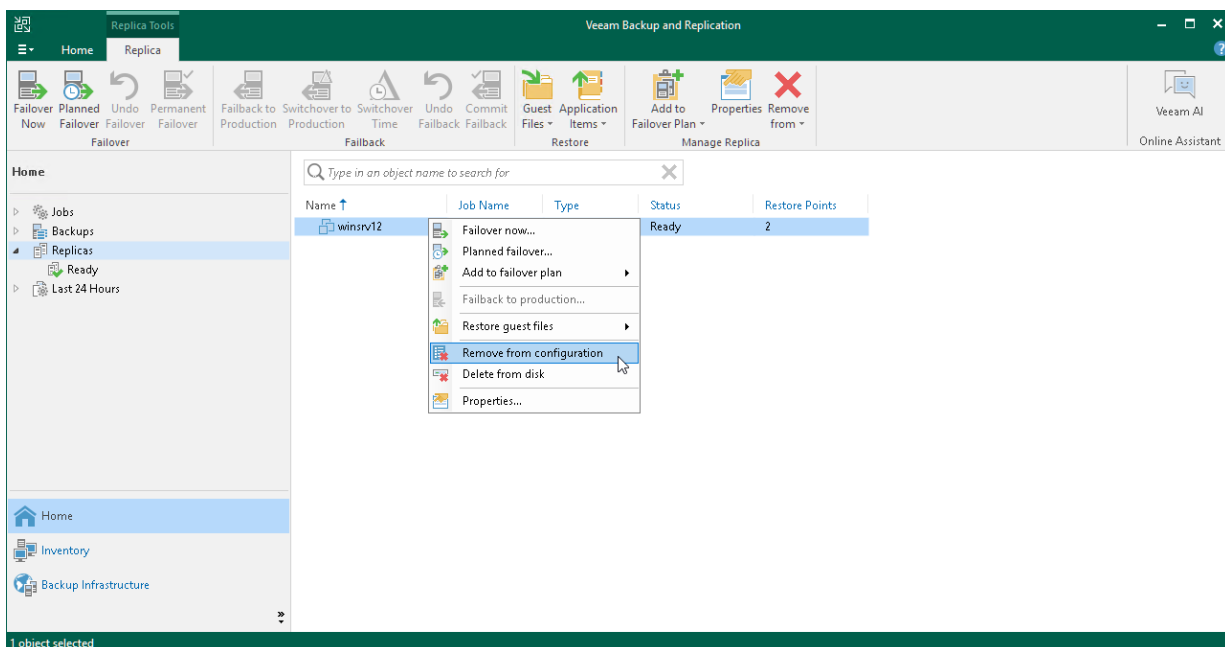 Replica Tools
Veeam Backup and Replication
Home Replica
Failover Now
Planned Failover
Undo Failover
Permanent Failover
Failover
Failback to Production
Switchover to Production
Switchover Time
Undo Failback
Commit Failback
Failback
Guest Files
Application Items
Restore
Add to Failover Plan
Properties
Remove from
Manage Replica
Veeam AI
Online Assistant
Home
Jobs
Backups
Replicas
Ready
Last 24 Hours
Home
Inventory
Backup Infrastructure
Type in an object name to search for
Name Job Name Type Status Restore Points
winsrv12 Ready 2
Failover now...
Planned failover...
Add to failover plan
Failback to production...
Restore guest files
Remove from configuration
Delete from disk
Properties...
1 object selected